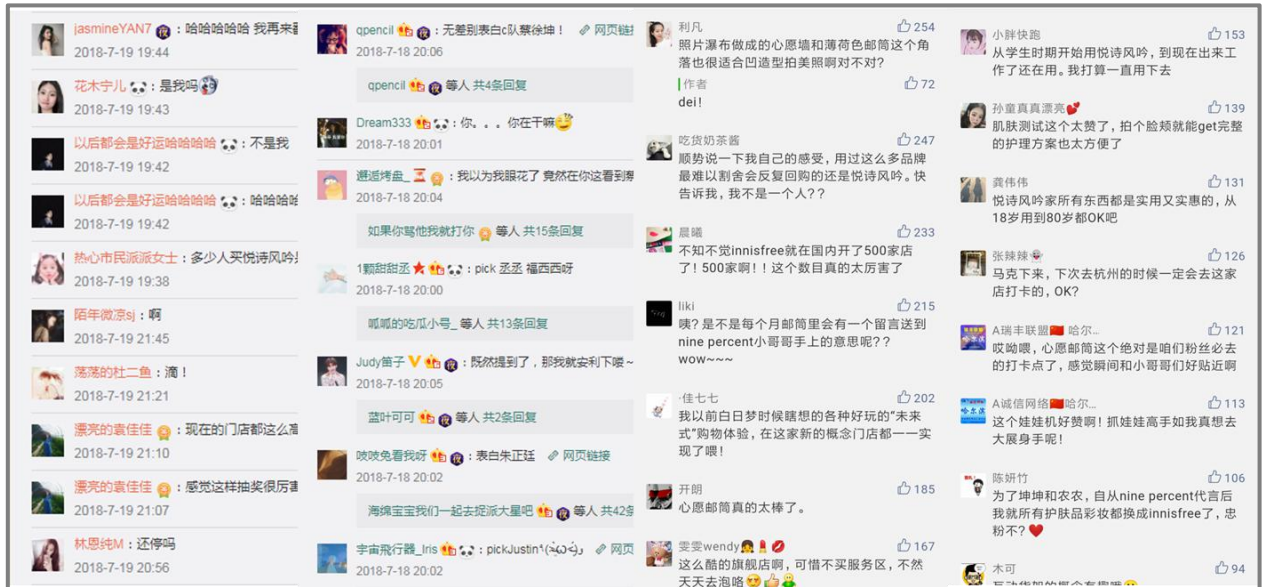 jasmineYAN7：哈哈哈哈哈 我再来
2018-7-19 19:44
花木宁儿：是我吗
2018-7-19 19:43
以后都会是好运哈哈哈哈：不是我
2018-7-19 19:42
以后都会是好运哈哈哈哈：哈哈哈哈
2018-7-19 19:42
热心市民派派女士：多少人买悦诗风吟
2018-7-19 19:38
陌年微凉sj：啊
2018-7-19 21:45
荡荡的杜二鱼：滴！
2018-7-19 21:21
漂亮的袁佳佳：现在的门店都这么高
2018-7-19 21:10
漂亮的袁佳佳：感觉这样抽奖很厉害
2018-7-19 21:07
林恩纯M：还停吗
2018-7-19 20:56
qpencil：无差别表白c队蔡徐坤！ 网页链
2018-7-18 20:06
qpencil 等人 共4条回复
Dream333：你。。。你在干嘛
2018-7-18 20:01
邂逅烤盘_：我以为我眼花了 竟然在你这看到
2018-7-18 20:04
如果你骂他我就打你 等人 共15条回复
1颗甜甜丞：pick 丞丞 福西西呀
2018-7-18 20:00
呱呱的吃瓜小号_ 等人 共13条回复
Judy笛子：既然提到了，那我就安利下喽~
2018-7-18 20:05
蓝叶可可 等人 共2条回复
吱吱兔看我呀：表白朱正廷 网页链接
2018-7-18 20:02
海绵宝宝我们一起去捉派大星吧 等人 共42条
宇宙飛行器_Iris：pickJustin 网页
2018-7-18 20:02
利凡 254
照片瀑布做成的心愿墙和薄荷色邮筒这个角
落也很适合凹造型拍美照啊对不对？
作者 72
dei！
吃货奶茶酱 247
顺势说一下我自己的感受，用过这么多品牌
最难以割舍会反复回购的还是悦诗风吟。快
告诉我，我不是一个人？？
晨曦 233
不知不觉innisfree就在国内开了500家店
了！500家啊！！这个数目真的太厉害了
liki 215
咦？是不是每个月邮筒里会有一个留言送到
nine percent小哥哥手上的意思呢？？
wow~~~
·佳七七 202
我以前白日梦时候瞎想的各种好玩的“未来
式”购物体验，在这家新的概念门店都一一实
现了喂！
开朗 185
心愿邮筒真的太棒了。
雯雯wendy 167
这么酷的旗舰店啊，可惜不买服务区，不然
天天去泡咯
小胖快跑 153
从学生时期开始用悦诗风吟，到现在出来工
作了还在用。我打算一直用下去
孙童真真漂亮 139
肌肤测试这个太赞了，拍个脸颊就能get完整
的护理方案也太方便了
龚伟伟 131
悦诗风吟家所有东西都是实用又实惠的，从
18岁用到80岁都OK吧
张辣辣 126
马克下来，下次去杭州的时候一定会去这家
店打卡的，OK？
A瑞丰联盟 哈尔... 121
哎呦喂，心愿邮筒这个绝对是咱们粉丝必去
的打卡点了，感觉瞬间和小哥哥们好贴近啊
A诚信网络 哈尔... 113
这个娃娃机好赞啊！抓娃娃高手如我真想去
大展身手呢！
陈妍竹 106
为了坤坤和农农，自从nine percent代言后
我就所有护肤品彩妆都换成innisfree了，忠
粉不？
木可 94